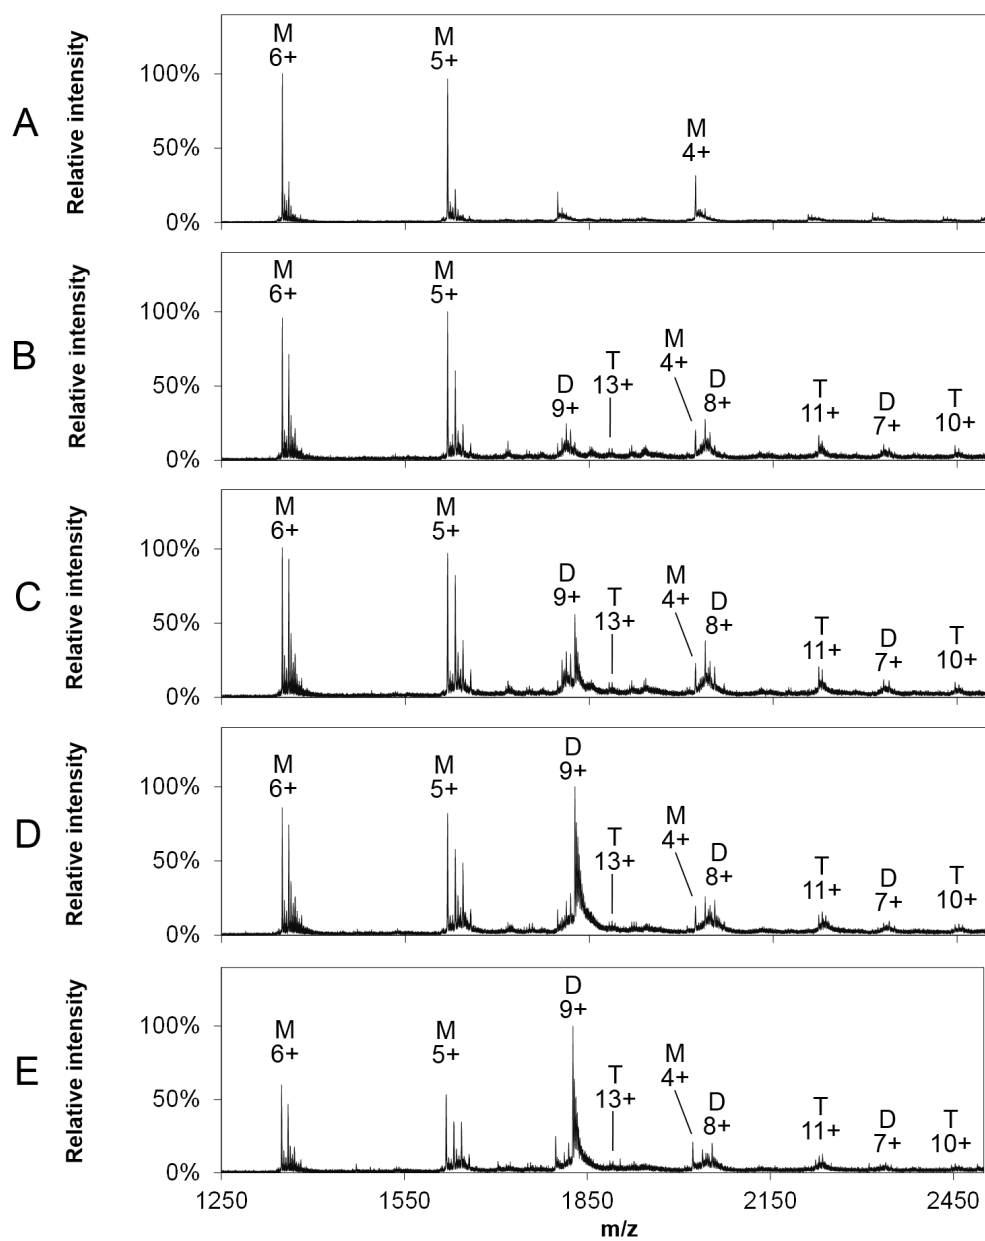 A
Relative intensity
100%
50%
0%
M
6+
M
5+
M
4+
B
Relative intensity
100%
50%
0%
M
6+
M
5+
D
9+
T
13+
M
4+
D
8+
T
11+
D
7+
T
10+
C
Relative intensity
100%
50%
0%
M
6+
M
5+
D
9+
T
13+
M
4+
D
8+
T
11+
D
7+
T
10+
D
Relative intensity
100%
50%
0%
M
6+
M
5+
D
9+
T
13+
M
4+
D
8+
T
11+
D
7+
T
10+
E
Relative intensity
100%
50%
0%
M
6+
M
5+
D
9+
T
13+
M
4+
D
8+
T
11+
D
7+
T
10+
1250 1550 1850 2150 2450
m/z